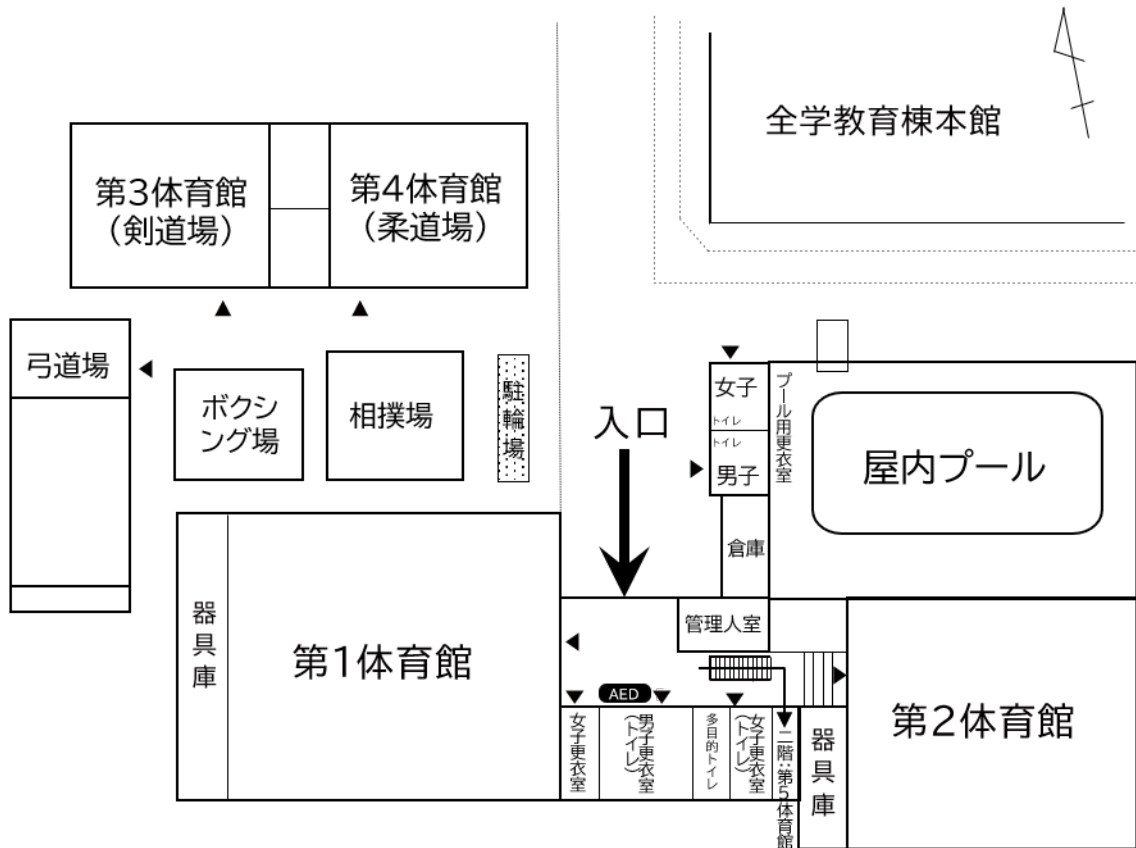 全学教育棟本館
第3体育館
（剣道場）
第4体育館
（柔道場）
弓道場
ボクシ
ング場
相撲場
駐輪場
入口
女子
トイレ
トイレ
男子
プール用更衣室
屋内プール
倉庫
管理人室
器具庫
第1体育館
AED
女子更衣室
男子更衣室
（トイレ）
多目的トイレ
女子更衣室
（トイレ）
二階：第5体育館
器具庫
第2体育館